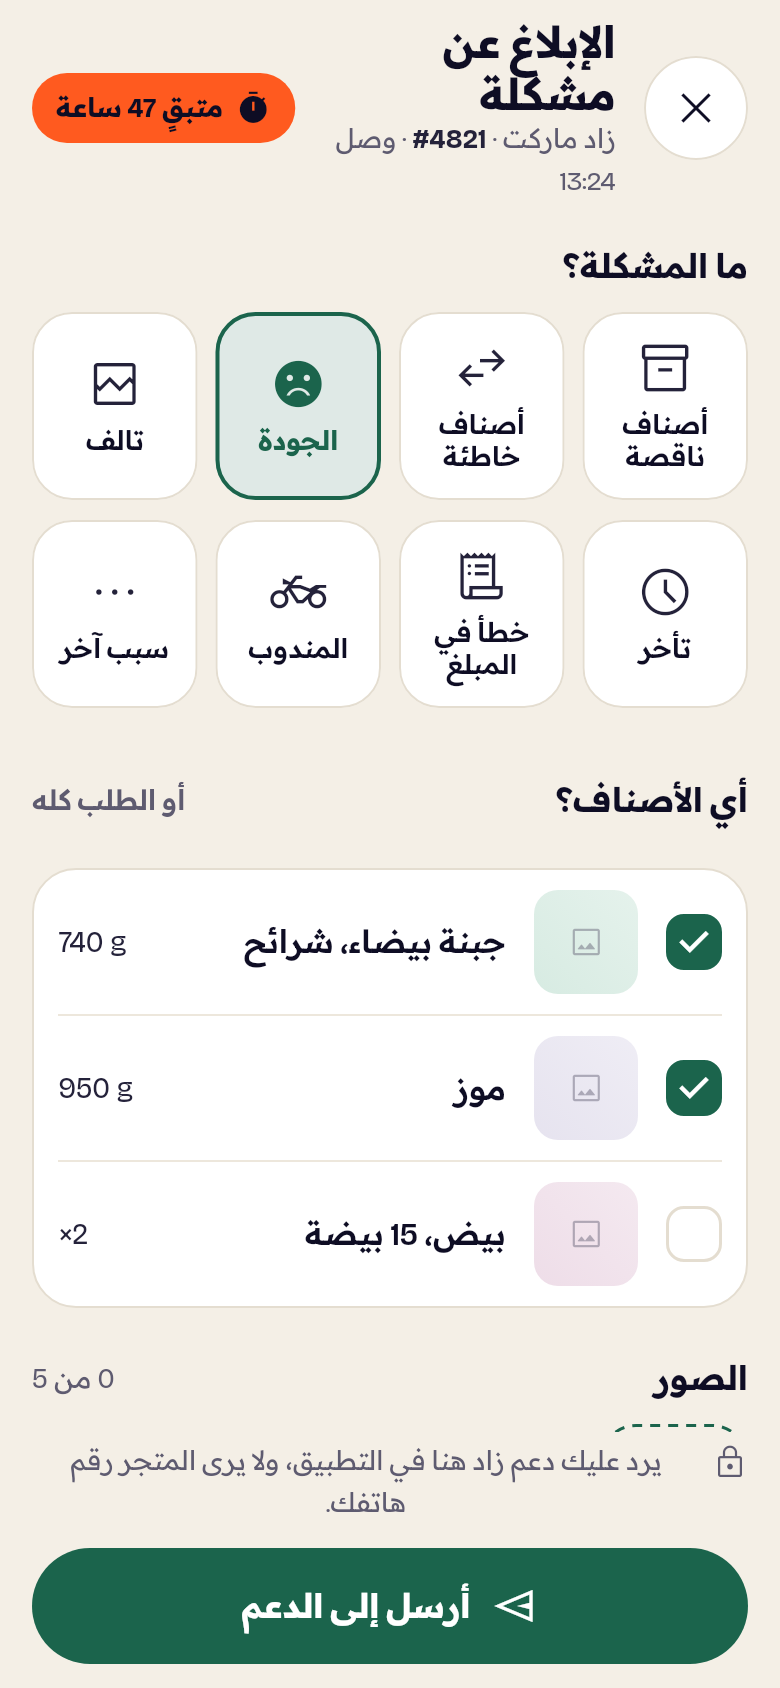 الإبلاغ عن
مشكلة
زاد ماركت · #4821 · وصل
13:24
متبقٍ 47 ساعة
ما المشكلة؟
أصناف
ناقصة
أصناف
خاطئة
الجودة
تالف
تأخر
خطأ في
المبلغ
المندوب
سبب آخر
أي الأصناف؟
أو الطلب كله
جبنة بيضاء، شرائح
740 g
موز
950 g
بيض، 15 بيضة
×2
الصور
0 من 5
يرد عليك دعم زاد هنا في التطبيق، ولا يرى المتجر رقم
هاتفك.
أرسل إلى الدعم